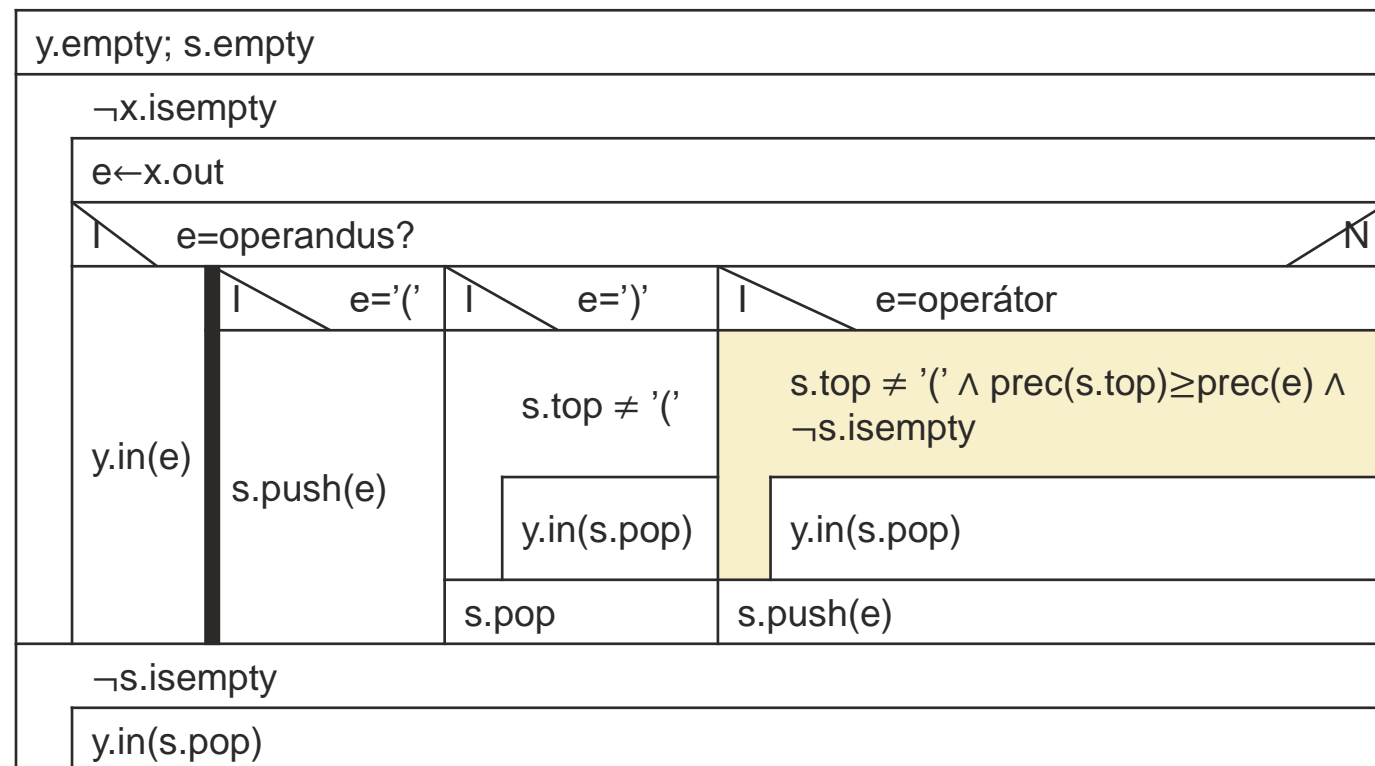 y.empty; s.empty
¬x.isempty
e←x.out
I e=operandus? N
I e=’(’ I e=’)’ I e=operátor
y.in(e)
s.push(e)
s.top ≠ ’(’
y.in(s.pop)
s.pop
s.top ≠ ’(’ ∧ prec(s.top)≥prec(e) ∧
¬s.isempty
y.in(s.pop)
s.push(e)
¬s.isempty
y.in(s.pop)